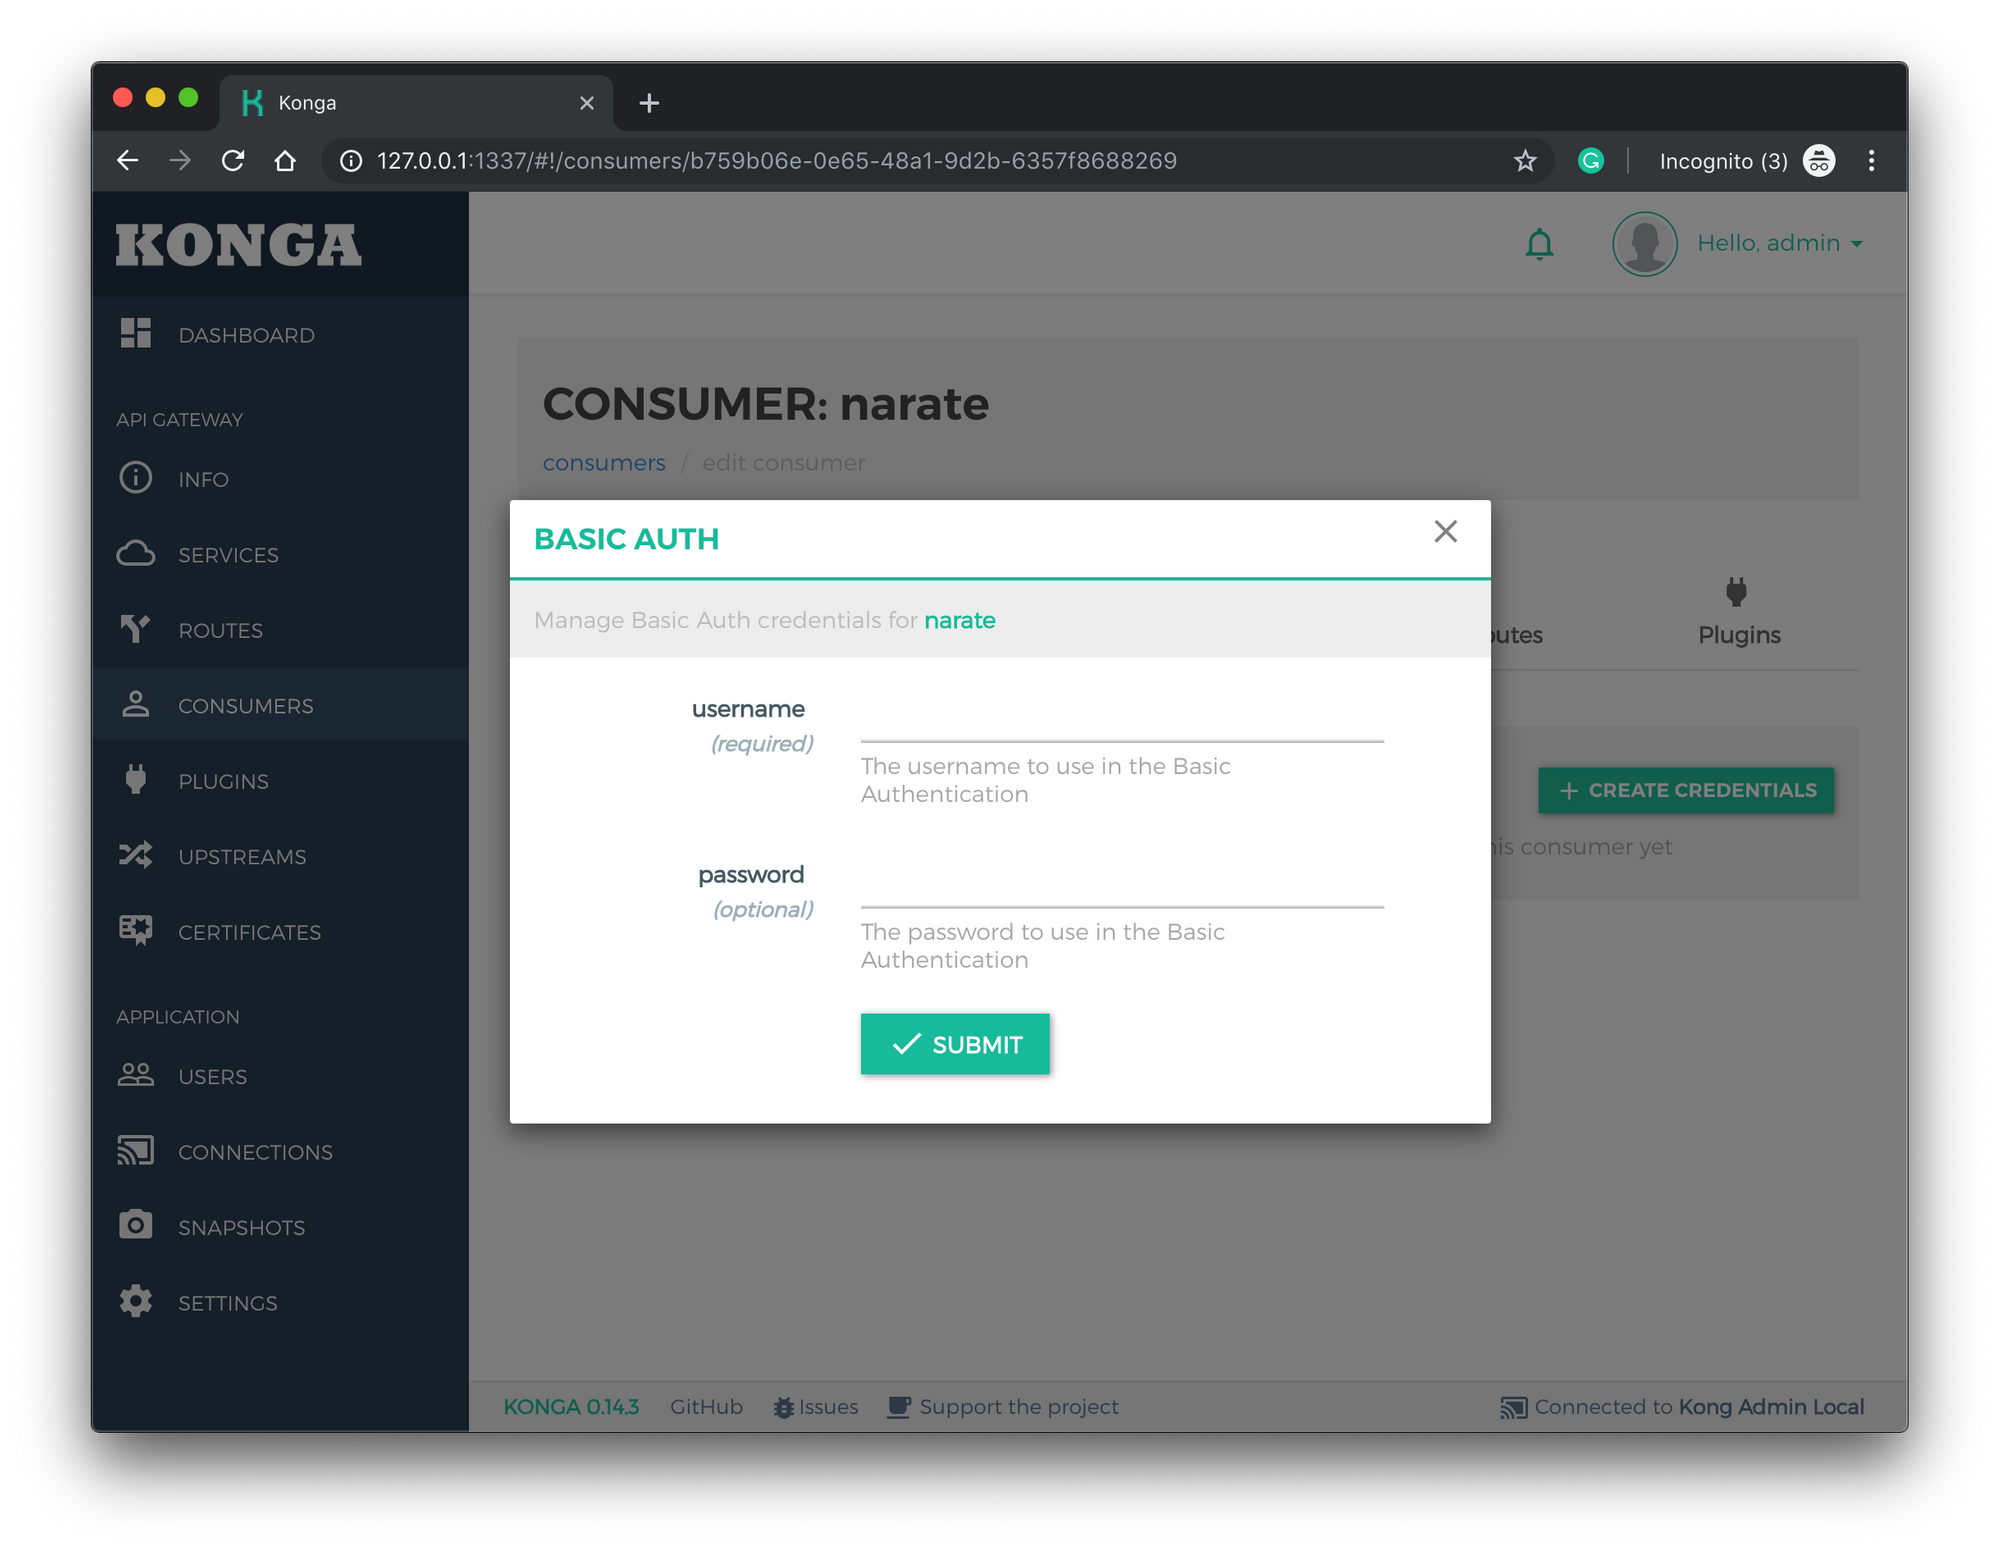 Konga
127.0.0.1:1337/#!/consumers/b759b06e-0e65-48a1-9d2b-6357f8688269
Incognito (3)
KONGA
Hello, admin
DASHBOARD
API GATEWAY
INFO
SERVICES
ROUTES
CONSUMERS
PLUGINS
UPSTREAMS
CERTIFICATES
APPLICATION
USERS
CONNECTIONS
SNAPSHOTS
SETTINGS
CONSUMER: narate
consumers / edit consumer
Plugins
CREATE CREDENTIALS
consumer yet
BASIC AUTH
Manage Basic Auth credentials for narate
username
(required)
The username to use in the Basic
Authentication
password
(optional)
The password to use in the Basic
Authentication
SUBMIT
KONGA 0.14.3 GitHub Issues Support the project
Connected to Kong Admin Local